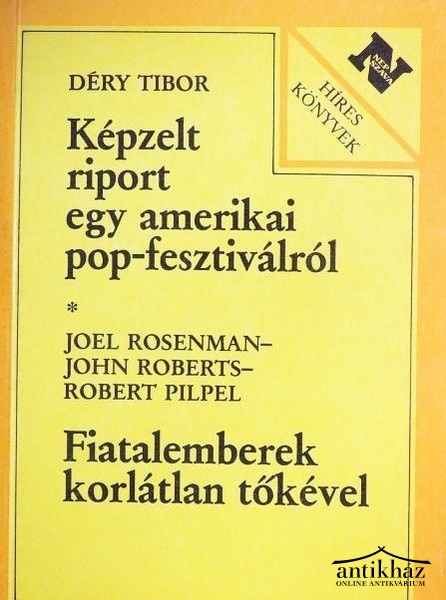 DÉRY TIBOR
Képzelt
riport
egy amerikai
pop-fesztiválról
*
JOEL ROSENMAN–
JOHN ROBERTS–
ROBERT PILPEL
Fiatalemberek
korlátlan tőkével
N
NÉPSZAVA
HÍRES
KÖNYVEK
antikház
ONLINE ANTIKVÁRIUM